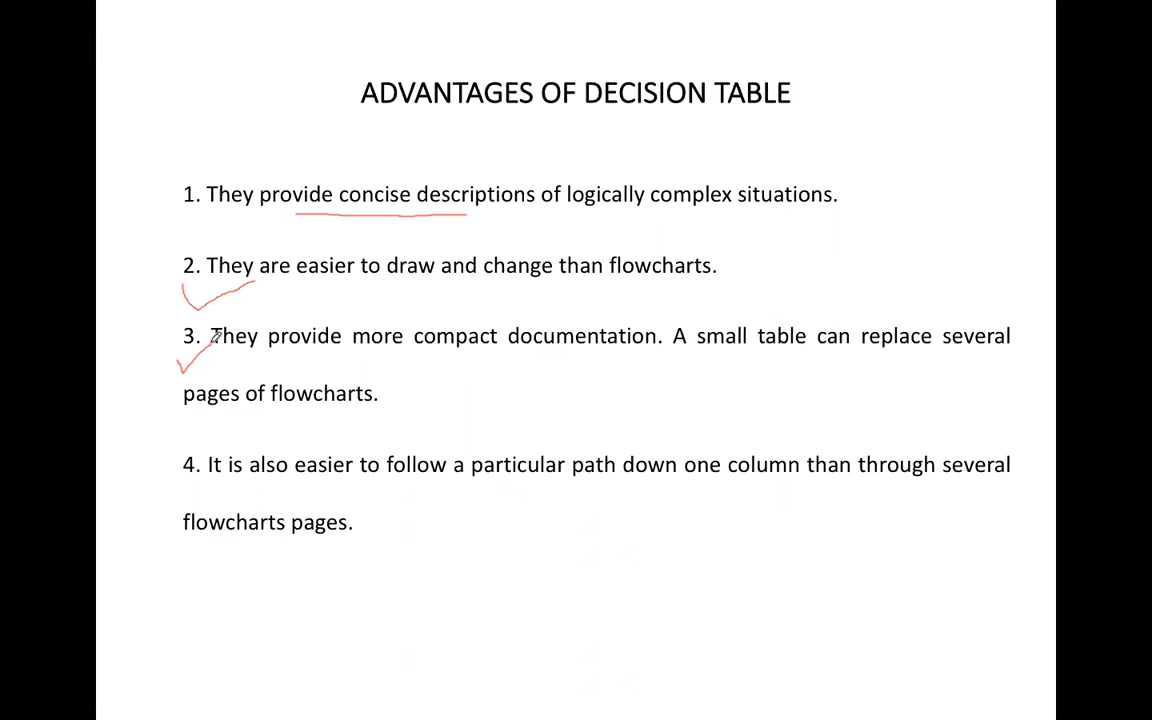 ADVANTAGES OF DECISION TABLE
1. They provide concise descriptions of logically complex situations.
2. They are easier to draw and change than flowcharts.
3. They provide more compact documentation. A small table can replace several
pages of flowcharts.
4. It is also easier to follow a particular path down one column than through several
flowcharts pages.